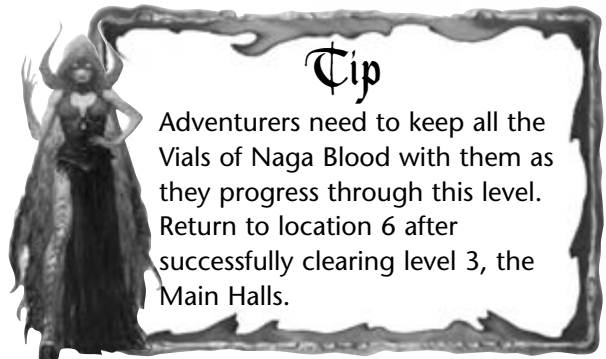 Tip
Adventurers need to keep all the
Vials of Naga Blood with them as
they progress through this level.
Return to location 6 after
successfully clearing level 3, the
Main Halls.